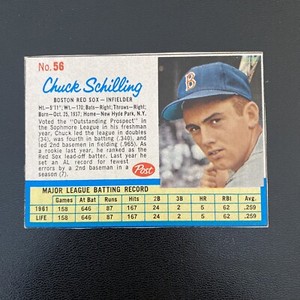 No. 56
Chuck Schilling
BOSTON RED SOX — INFIELDER
Ht.—5'11"; Wt.—170; Bats—Right; Throws—Right;
Born—Oct. 25, 1937; Home—New Hyde Park, N.Y.
Voted the "Outstanding Prospect" in
the Sophmore League in his freshman
year, Chuck led the league in doubles
(34), was fourth in batting (.340), and
led 2nd basemen in fielding (.965). As
a rookie last year, he excelled as the
Red Sox lead-off batter. Last year he
set an AL record for
fewest errors by a
2nd baseman in a
season (7).
Post
B
MAJOR LEAGUE BATTING RECORD
Games At Bat Runs Hits 2B 3B HR RBI Avg.
1961 158 646 87 167 24 2 5 62 .259
LIFE 158 646 87 167 24 2 5 62 .259